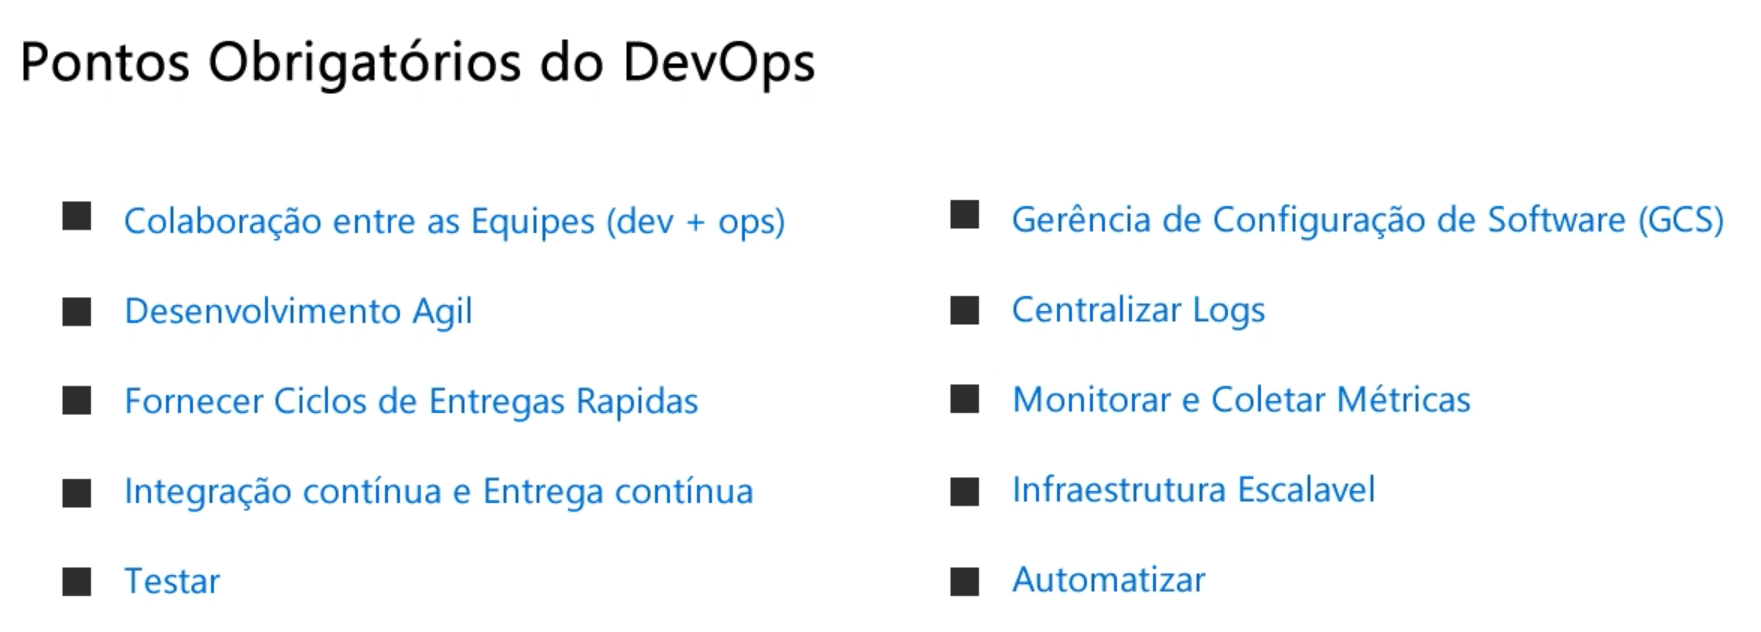 Pontos Obrigatórios do DevOps
Colaboração entre as Equipes (dev + ops)
Desenvolvimento Agil
Fornecer Ciclos de Entregas Rapidas
Integração contínua e Entrega contínua
Testar
Gerência de Configuração de Software (GCS)
Centralizar Logs
Monitorar e Coletar Métricas
Infraestrutura Escalavel
Automatizar